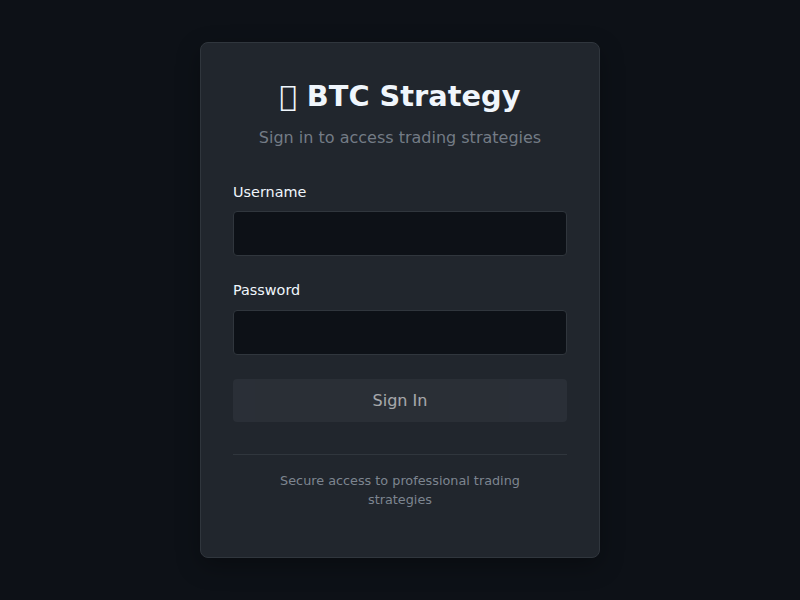 BTC Strategy
Sign in to access trading strategies
Username
Password
Sign In
Secure access to professional trading
strategies